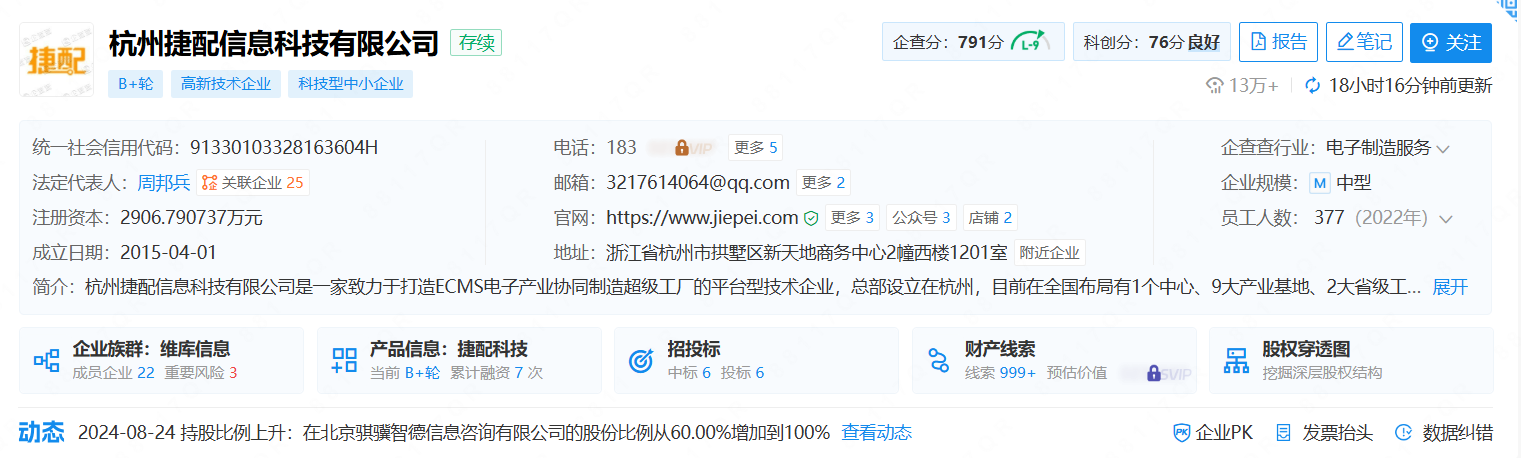 捷配
杭州捷配信息科技有限公司 存续
企查分：791分 L-9 科创分：76分 良好 报告 笔记 关注
B+轮 高新技术企业 科技型中小企业
13万+ 18小时16分钟前更新
统一社会信用代码：91330103328163604H 电话：183 VIP 更多 5 企查查行业：电子制造服务
法定代表人：周邦兵 关联企业 25 邮箱：3217614064@qq.com 更多 2 企业规模：M 中型
注册资本：2906.790737万元 官网：https://www.jiepei.com 更多 3 公众号 3 店铺 2 员工人数：377（2022年）
成立日期：2015-04-01 地址：浙江省杭州市拱墅区新天地商务中心2幢西楼1201室 附近企业
简介：杭州捷配信息科技有限公司是一家致力于打造ECMS电子产业协同制造超级工厂的平台型技术企业，总部设立在杭州，目前在全国布局有1个中心、9大产业基地、2大省级工... 展开
企业族群：维库信息 产品信息：捷配科技 招投标 财产线索 股权穿透图
成员企业 22 重要风险 3 当前 B+轮 累计融资 7 次 中标 6 投标 6 线索 999+ 预估价值 SVIP 挖掘深层股权结构
动态 2024-08-24 持股比例上升：在北京骐骥智德信息咨询有限公司的股份比例从60.00%增加到100% 查看动态 PK 企业PK 发票抬头 数据纠错